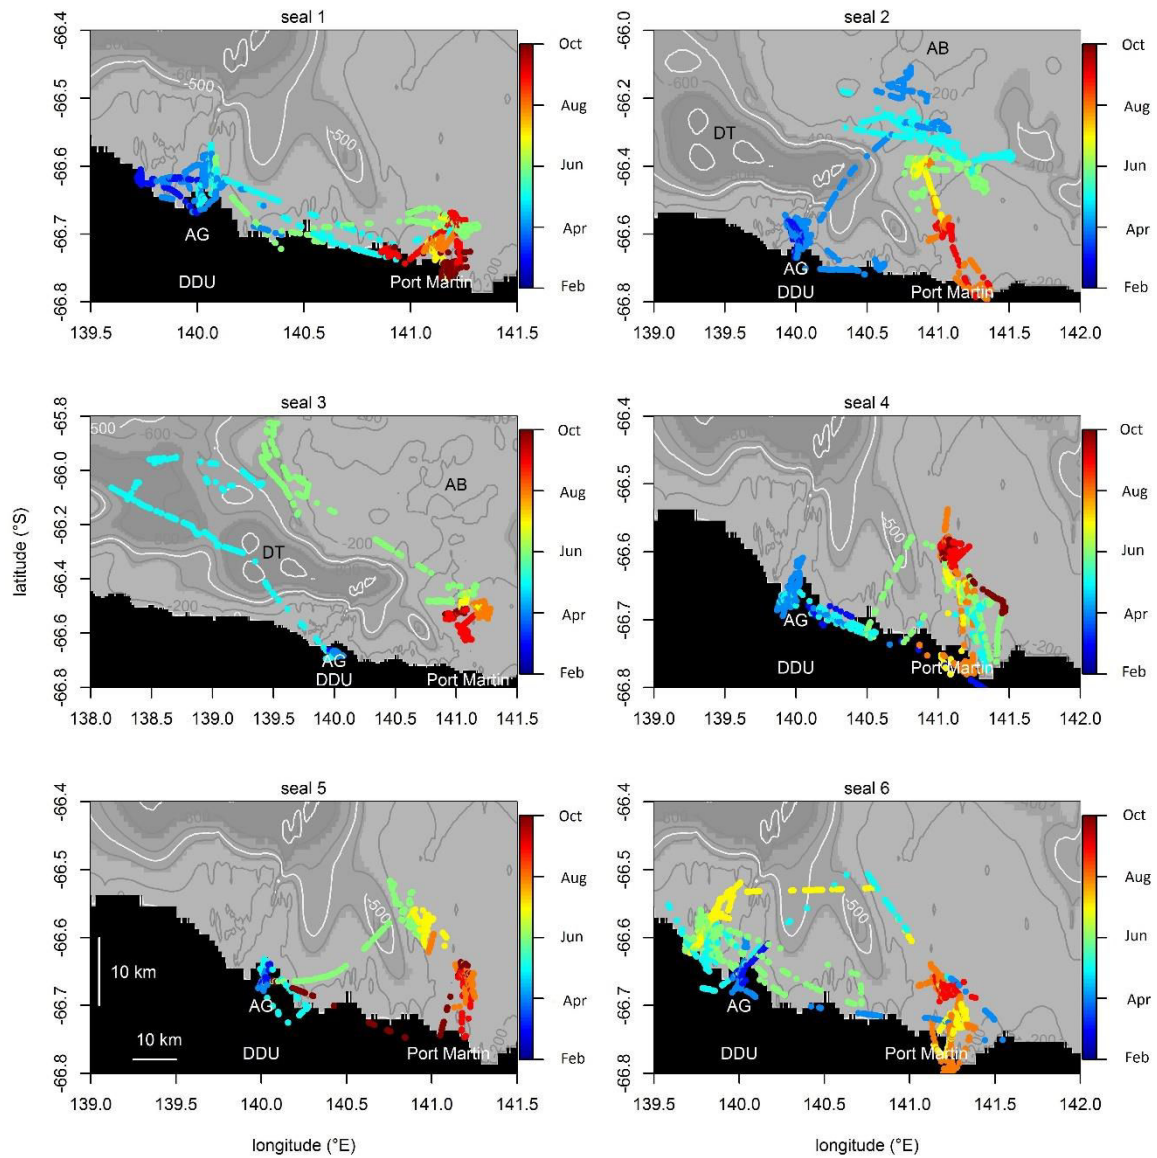 seal 1
-66.4
-66.5
-66.6
-66.7
-66.8
-500
-500
-200
AG
DDU
Port Martin
139.5
140.0
140.5
141.0
141.5
Oct
Aug
Jun
Apr
Feb
seal 2
-66.0
-66.2
-66.4
-66.6
-66.8
-600
-200
AB
DT
AG
DDU
Port Martin
139.0
139.5
140.0
140.5
141.0
141.5
142.0
Oct
Aug
Jun
Apr
Feb
seal 3
-65.8
-66.0
-66.2
-66.4
-66.6
-66.8
500
-600
-200
-200
AB
DT
AG
DDU
Port Martin
138.0
138.5
139.0
139.5
140.0
140.5
141.0
141.5
Oct
Aug
Jun
Apr
Feb
latitude (°S)
seal 4
-66.4
-66.5
-66.6
-66.7
-66.8
-500
AG
DDU
Port Martin
139.0
139.5
140.0
140.5
141.0
141.5
142.0
Oct
Aug
Jun
Apr
Feb
seal 5
-66.4
-66.5
-66.6
-66.7
-66.8
-500
10 km
10 km
AG
DDU
Port Martin
139.0
139.5
140.0
140.5
141.0
141.5
Oct
Aug
Jun
Apr
Feb
longitude (°E)
seal 6
-66.4
-66.5
-66.6
-66.7
-66.8
-500
-200
AG
DDU
Port Martin
139.5
140.0
140.5
141.0
141.5
142.0
Oct
Aug
Jun
Apr
Feb
longitude (°E)